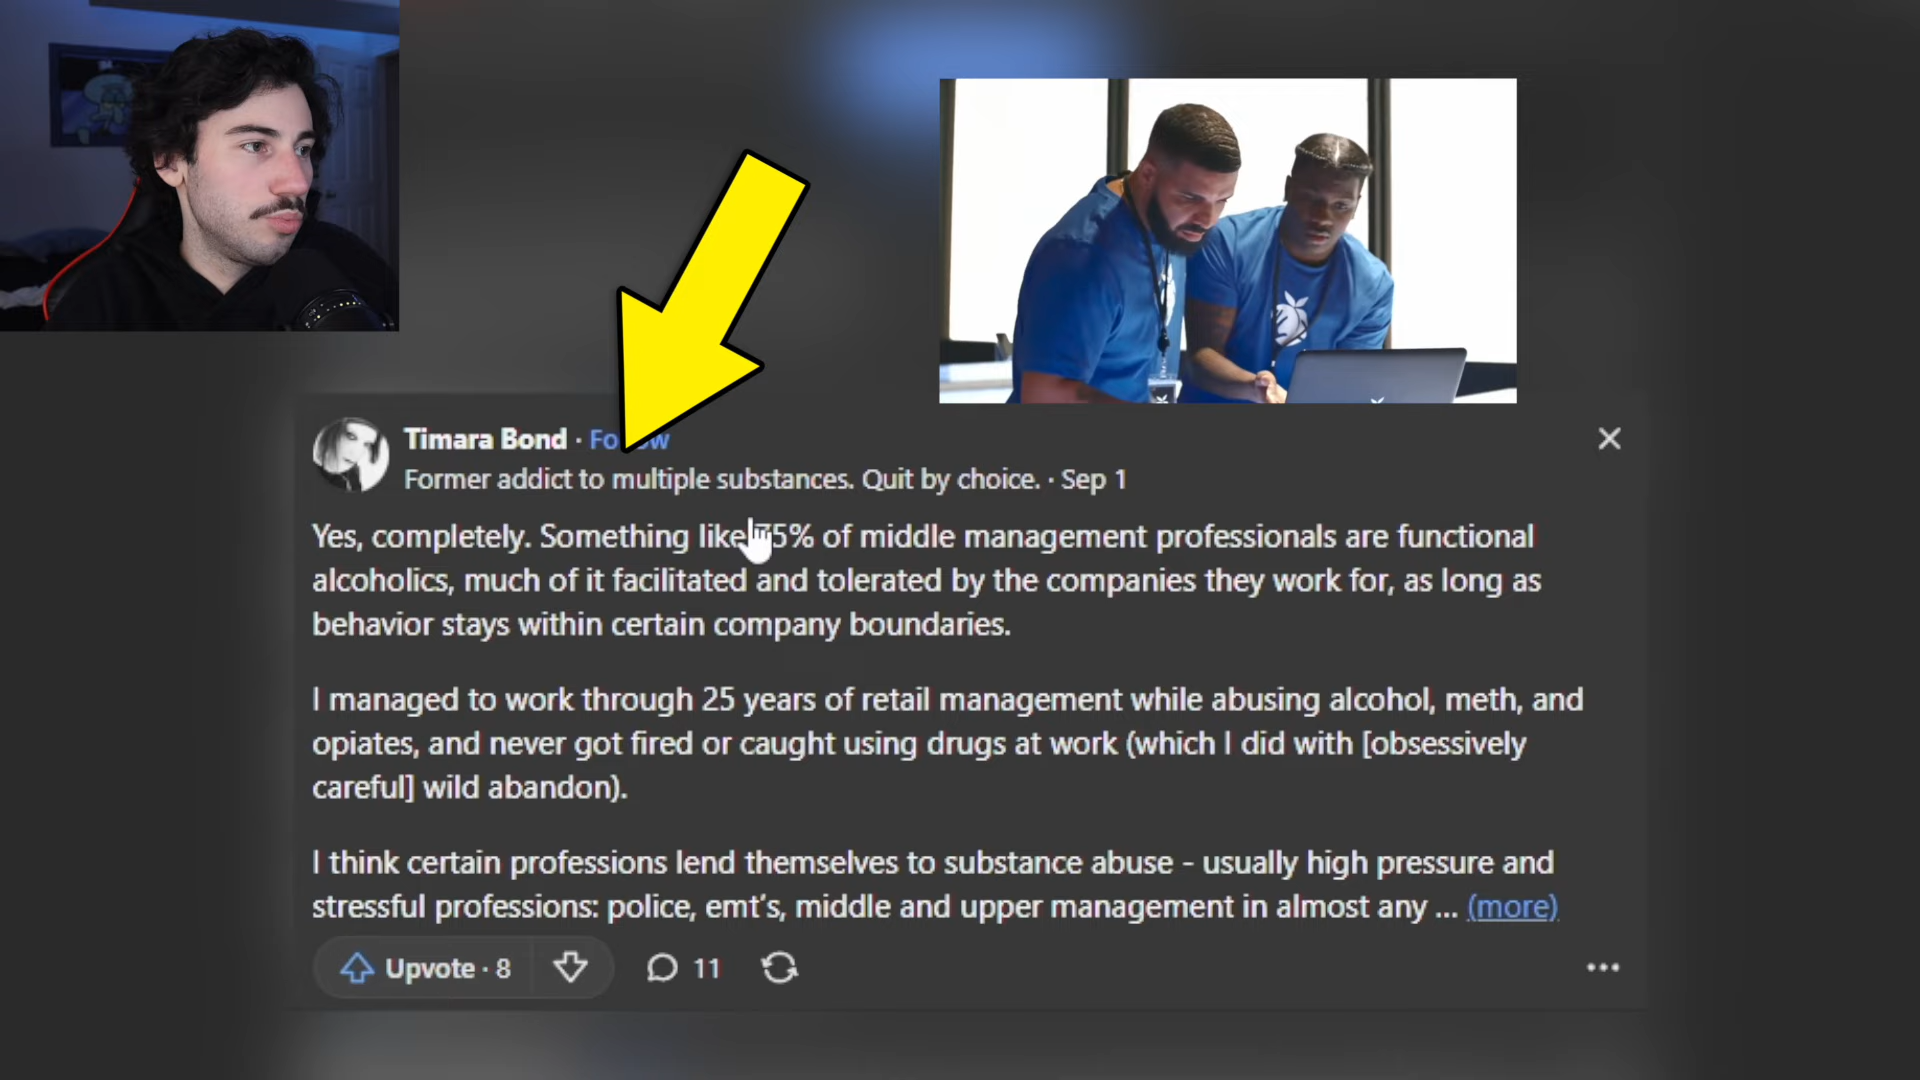 Timara Bond · Follow
Former addict to multiple substances. Quit by choice. · Sep 1
Yes, completely. Something like 75% of middle management professionals are functional
alcoholics, much of it facilitated and tolerated by the companies they work for, as long as
behavior stays within certain company boundaries.
I managed to work through 25 years of retail management while abusing alcohol, meth, and
opiates, and never got fired or caught using drugs at work (which I did with [obsessively
careful] wild abandon).
I think certain professions lend themselves to substance abuse - usually high pressure and
stressful professions: police, emt's, middle and upper management in almost any ... (more)
Upvote · 8
11